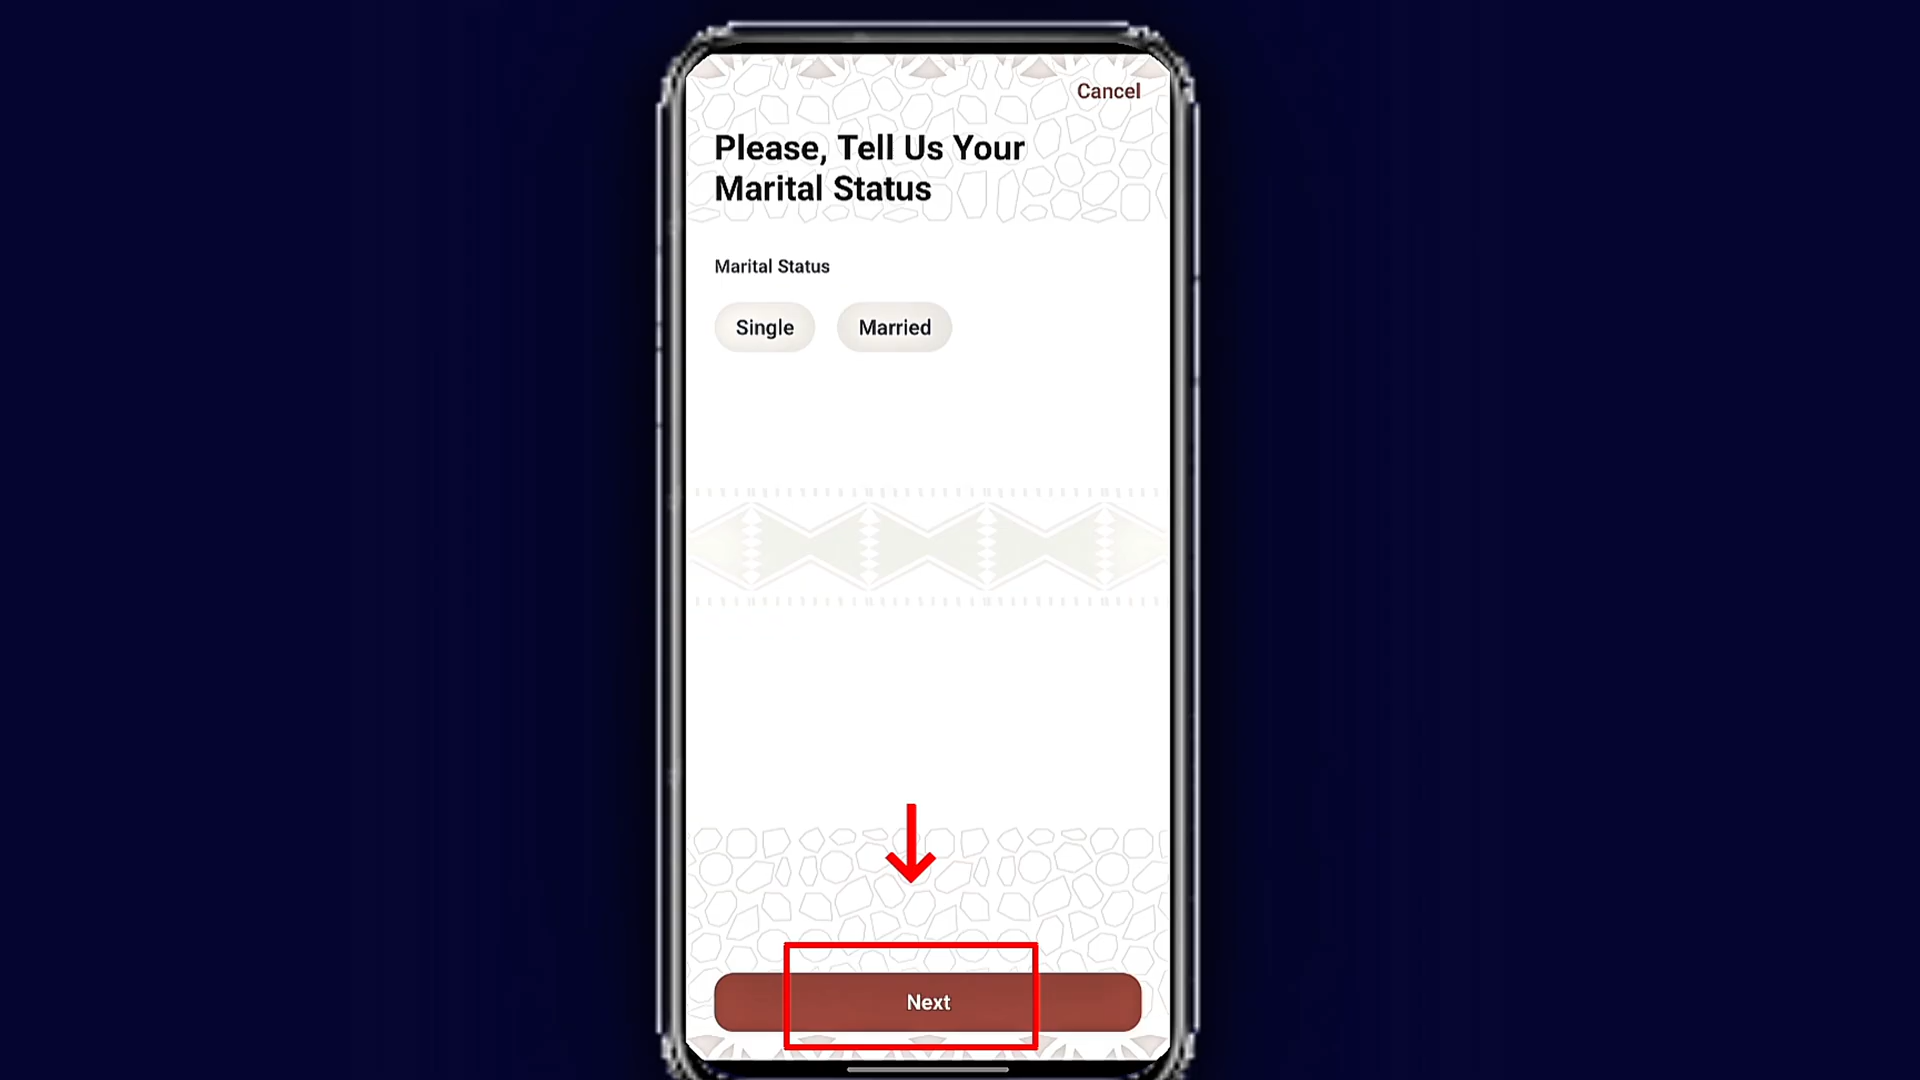 Cancel
Please, Tell Us Your
Marital Status
Marital Status
Single Married
Next